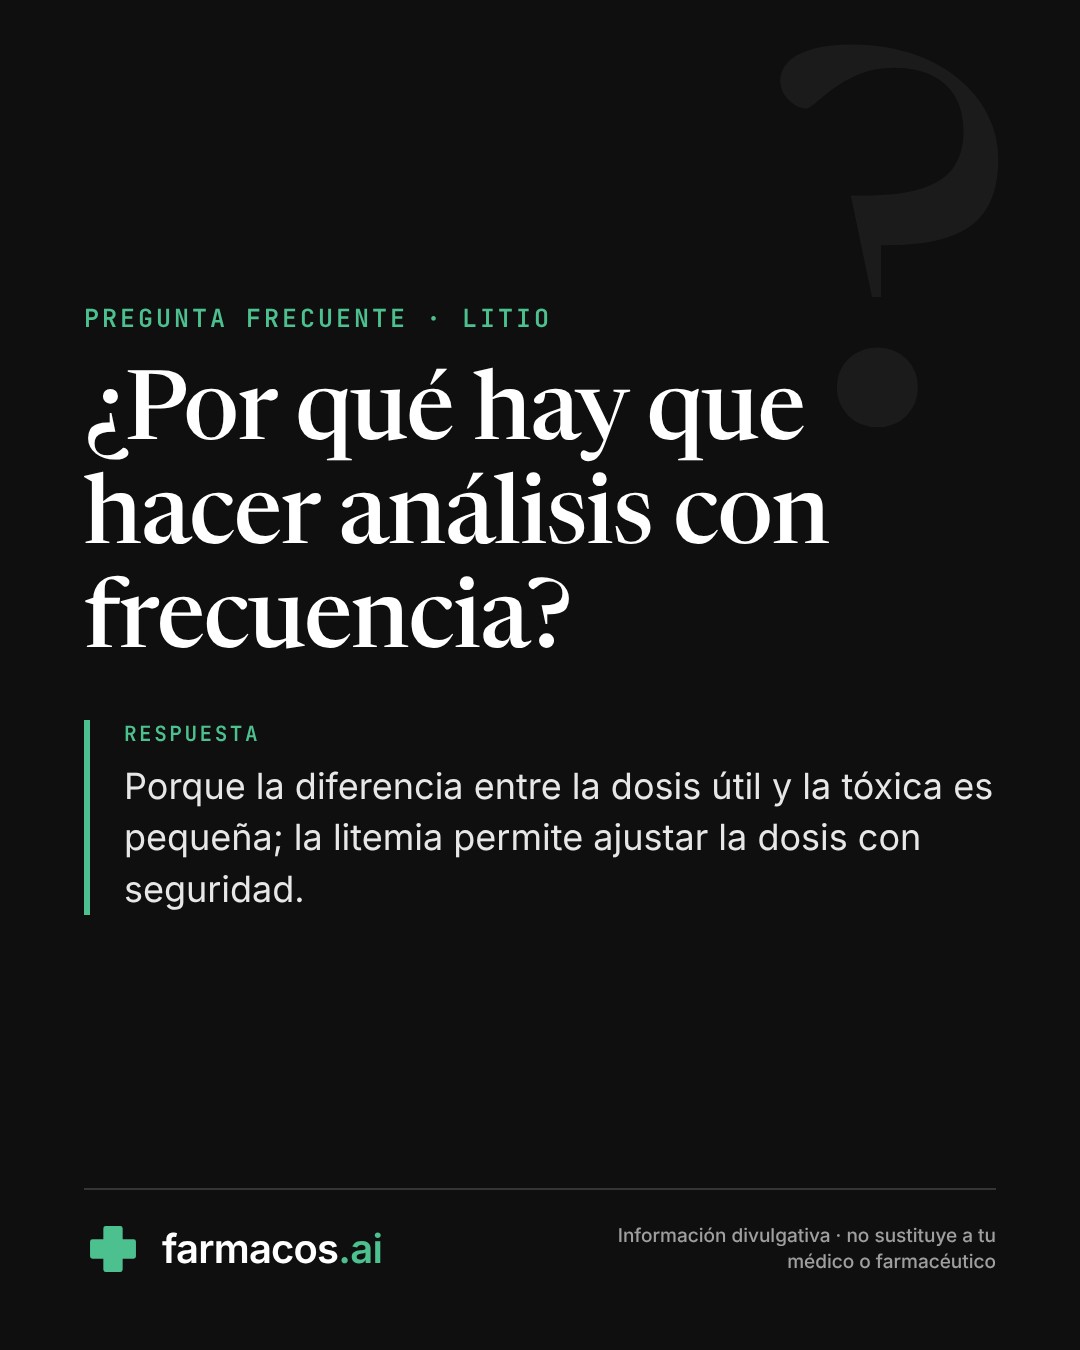 PREGUNTA FRECUENTE · LITIO
¿Por qué hay que
hacer análisis con
frecuencia?
RESPUESTA
Porque la diferencia entre la dosis útil y la tóxica es
pequeña; la litemia permite ajustar la dosis con
seguridad.
farmacos.ai
Información divulgativa · no sustituye a tu
médico o farmacéutico